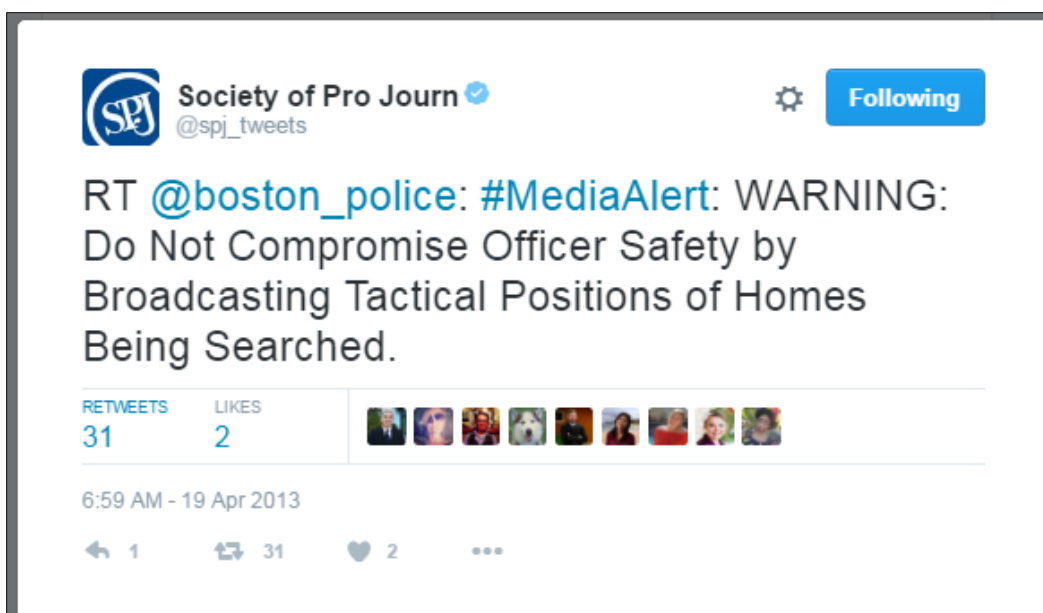 SPJ
Society of Pro Journ
@spj_tweets
Following
RT @boston_police: #MediaAlert: WARNING:
Do Not Compromise Officer Safety by
Broadcasting Tactical Positions of Homes
Being Searched.
RETWEETS LIKES
31 2
6:59 AM - 19 Apr 2013
1 31 2